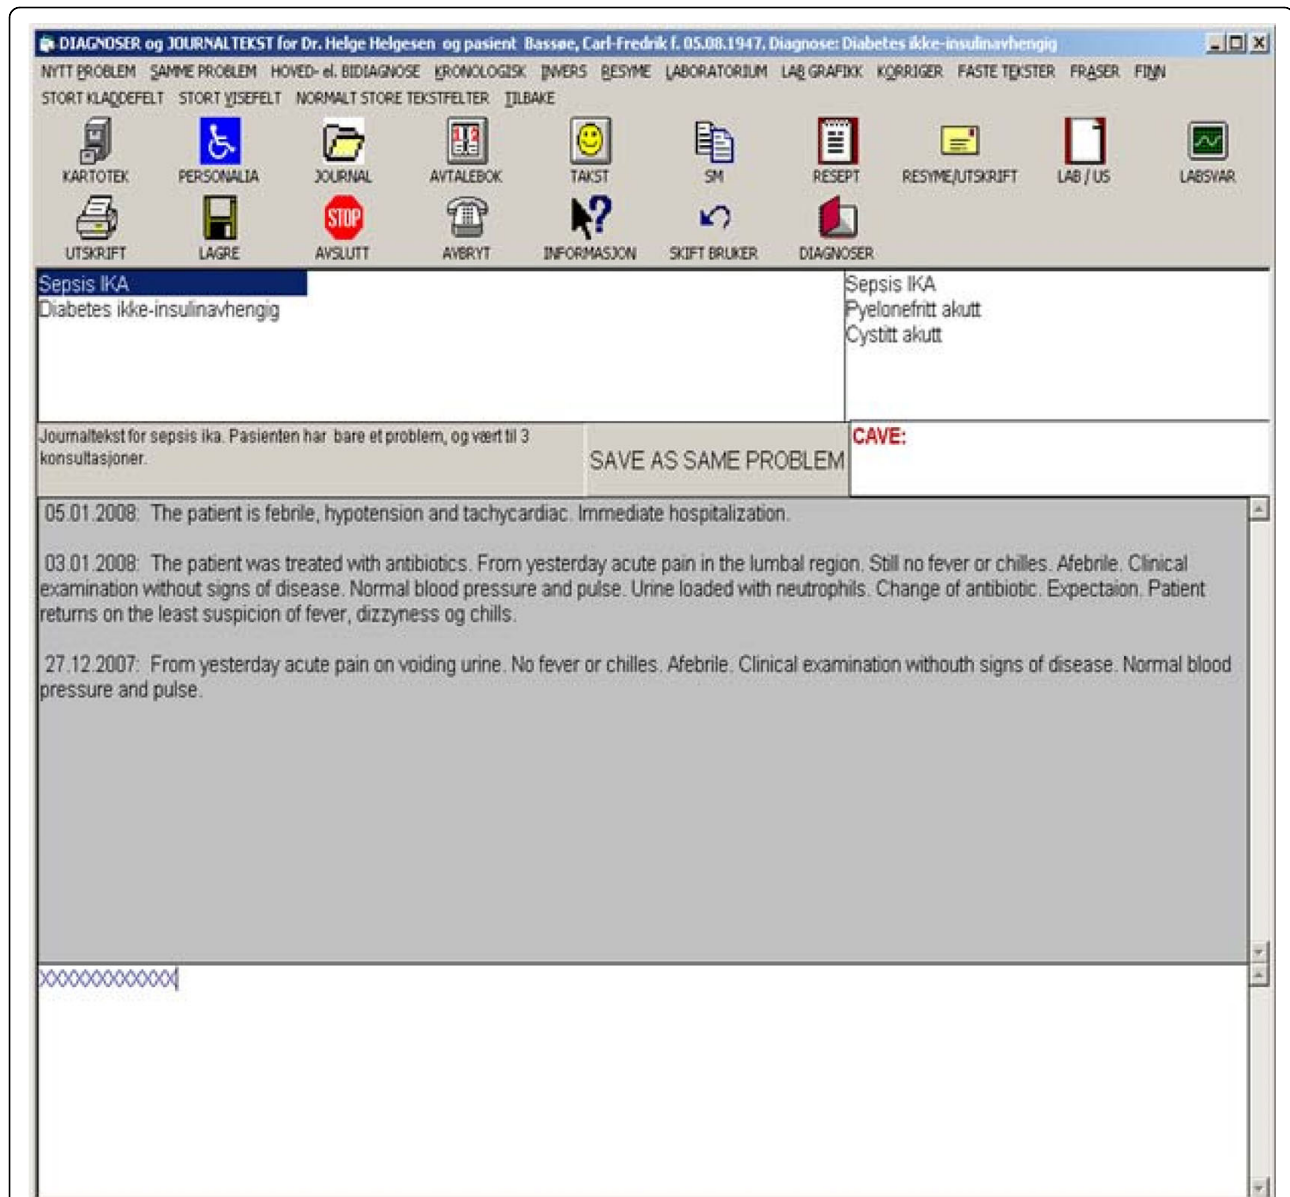 DIAGNOSER og JOURNALTEKST for Dr. Helge Helgesen og pasient Bassøe, Carl-Fredrik f. 05.08.1947. Diagnose: Diabetes ikke-insulinavhengig
NYTT PROBLEM SAMME PROBLEM HOVED- el. BIDIAGNOSE KRONOLOGISK INVERS RESYME LABORATORIUM LAB GRAFIKK KORRIGER FASTE TEKSTER FRASER FINN
STORT KLADDEFELT STORT VISEFELT NORMALT STORE TEKSTFELTER TILBAKE
KARTOTEK PERSONALIA JOURNAL AVTALEBOK TAKST SM RESEPT RESYME/UTSKRIFT LAB / US LABSVAR
STOP
UTSKRIFT LAGRE AVSLUTT AVBRYT INFORMASJON SKIFT BRUKER DIAGNOSER
Sepsis IKA
Diabetes ikke-insulinavhengig
Sepsis IKA
Pyelonefritt akutt
Cystitt akutt
Journaltekst for sepsis ika. Pasienten har bare et problem, og vært til 3
konsultasjoner.
SAVE AS SAME PROBLEM
CAVE:
05.01.2008: The patient is febrile, hypotension and tachycardiac. Immediate hospitalization.
03.01.2008: The patient was treated with antibiotics. From yesterday acute pain in the lumbal region. Still no fever or chilles. Afebrile. Clinical
examination without signs of disease. Normal blood pressure and pulse. Urine loaded with neutrophils. Change of antibiotic. Expectaion. Patient
returns on the least suspicion of fever, dizzyness og chills.
27.12.2007: From yesterday acute pain on voiding urine. No fever or chilles. Afebrile. Clinical examination withouth signs of disease. Normal blood
pressure and pulse.
XXXXXXXXXXXX